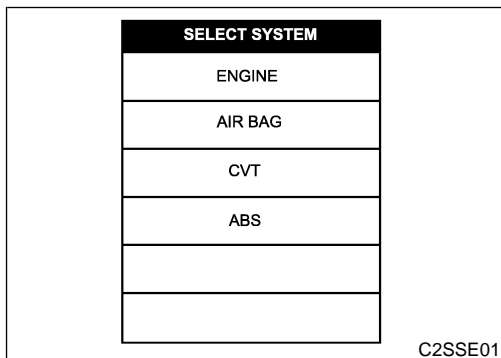 SELECT SYSTEM
ENGINE
AIR BAG
CVT
ABS
C2SSE01